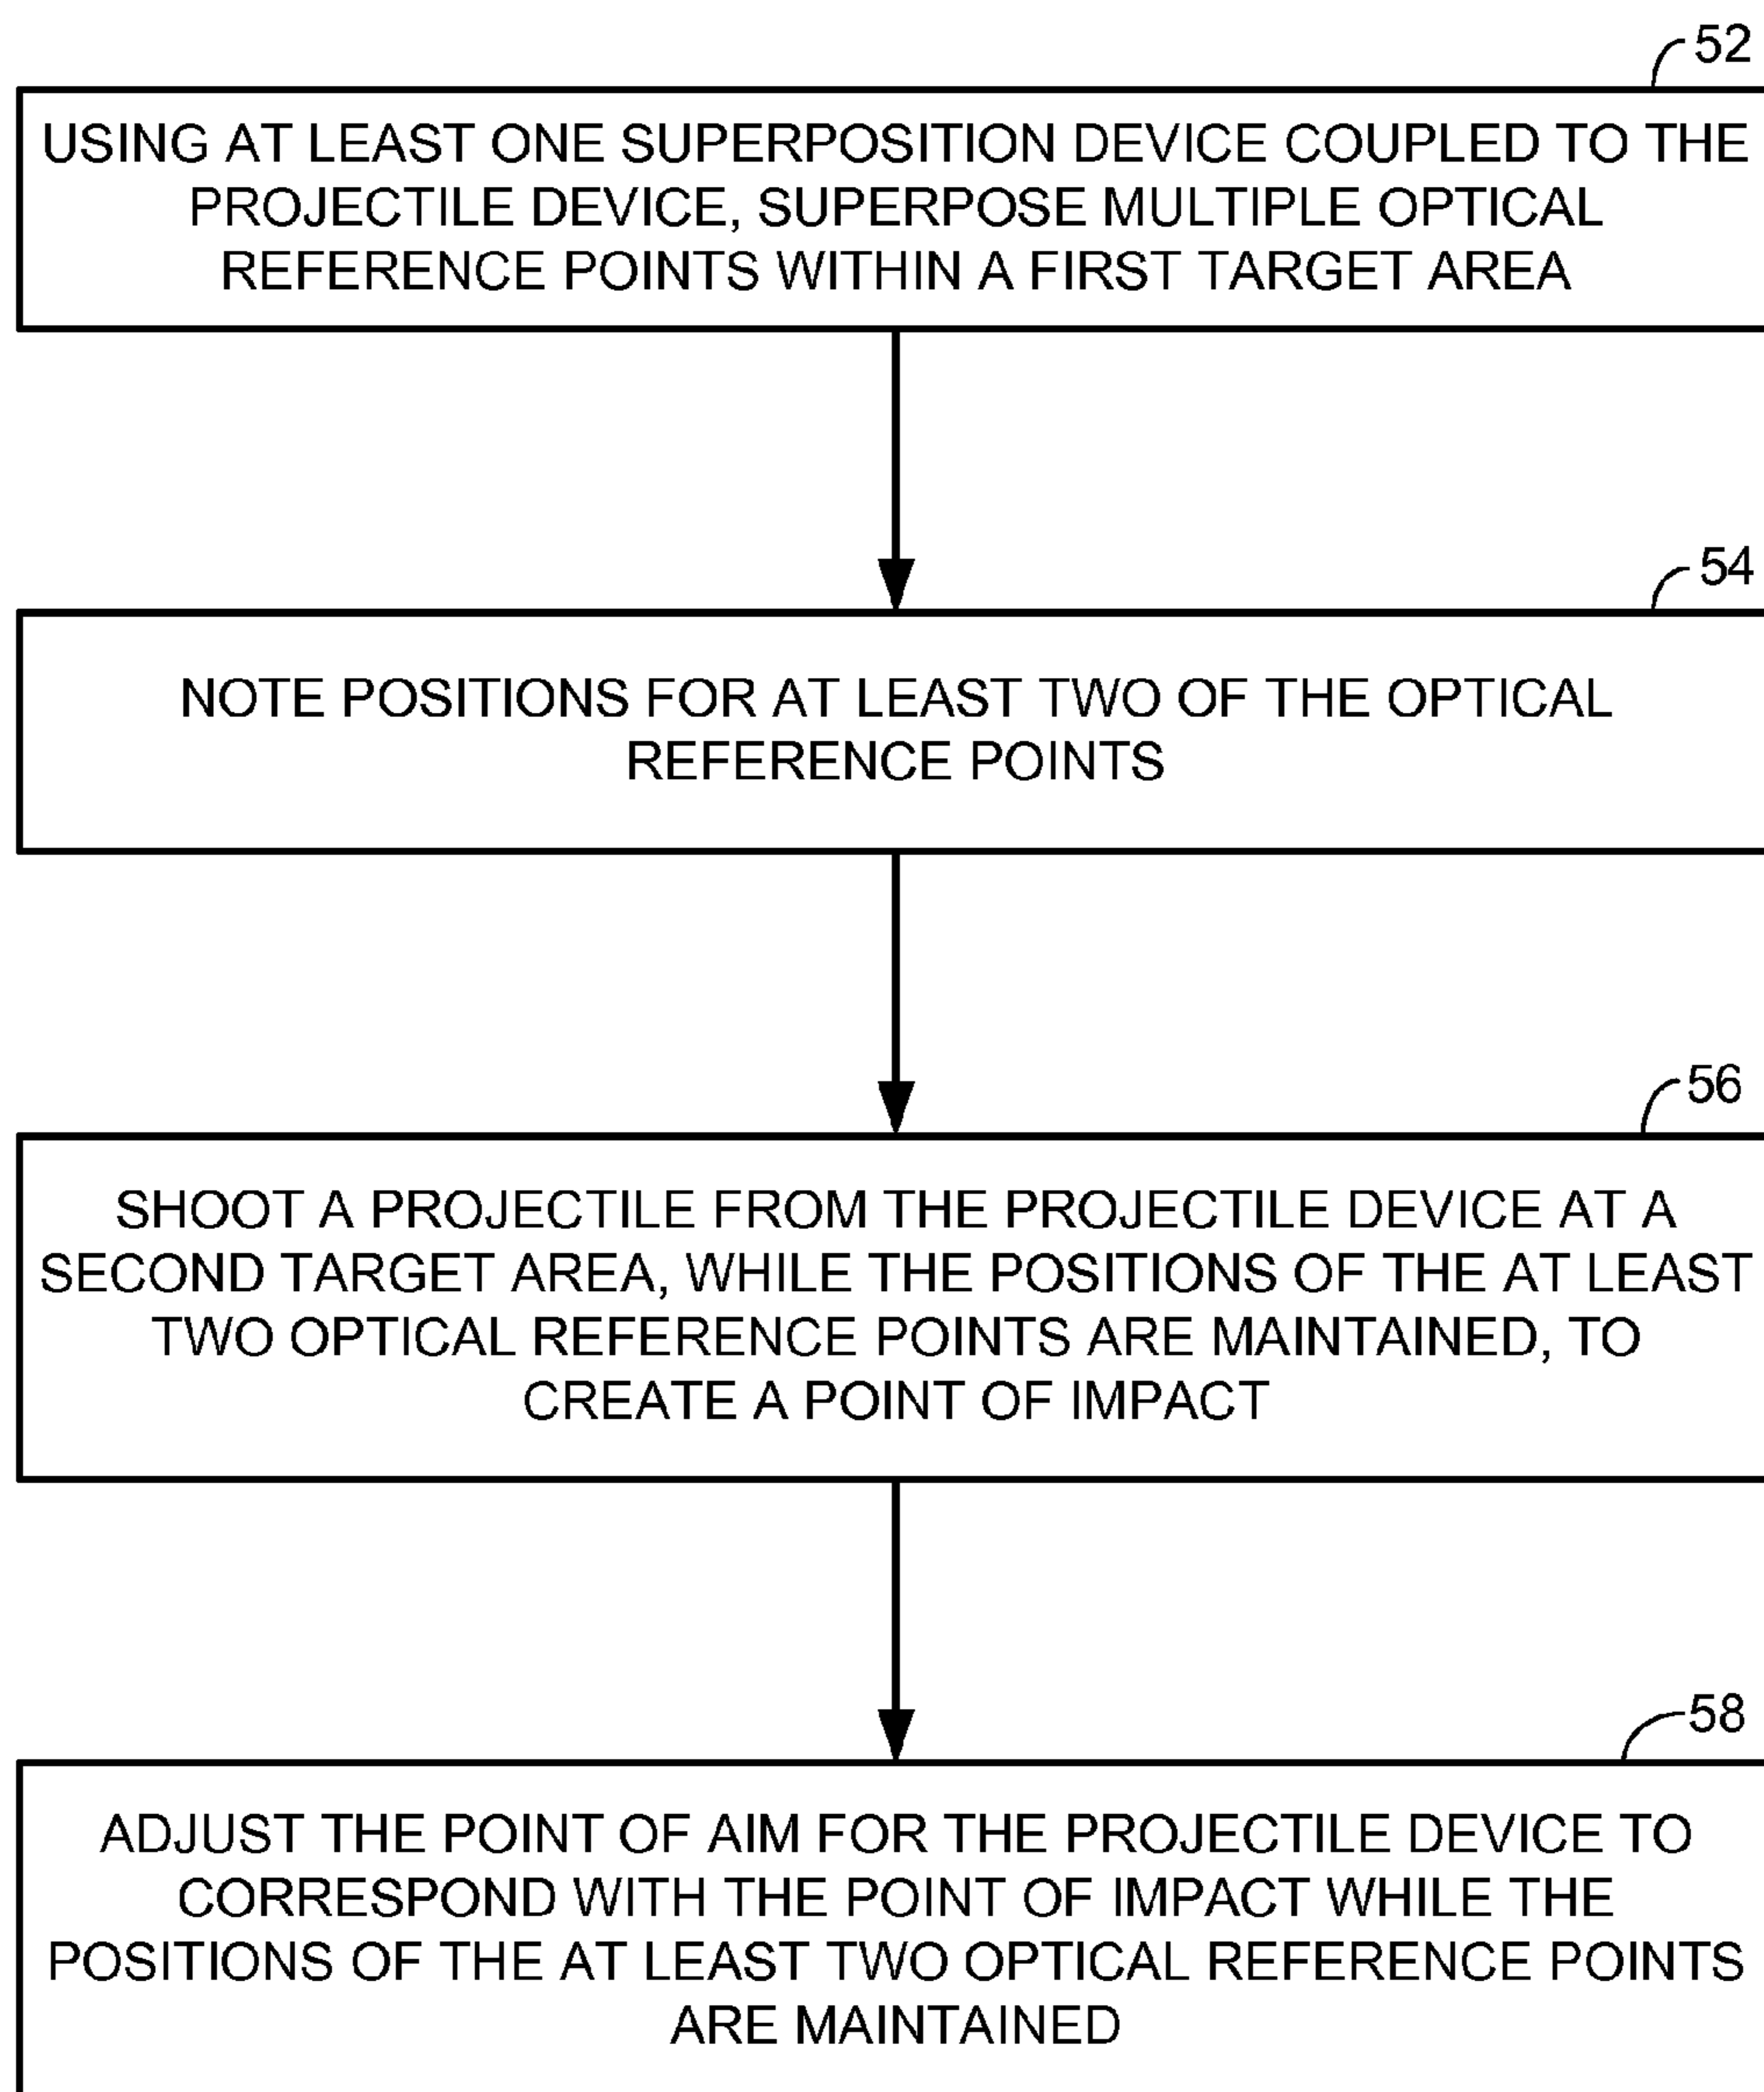 52
USING AT LEAST ONE SUPERPOSITION DEVICE COUPLED TO THE
PROJECTILE DEVICE, SUPERPOSE MULTIPLE OPTICAL
REFERENCE POINTS WITHIN A FIRST TARGET AREA
54
NOTE POSITIONS FOR AT LEAST TWO OF THE OPTICAL
REFERENCE POINTS
56
SHOOT A PROJECTILE FROM THE PROJECTILE DEVICE AT A
SECOND TARGET AREA, WHILE THE POSITIONS OF THE AT LEAST
TWO OPTICAL REFERENCE POINTS ARE MAINTAINED, TO
CREATE A POINT OF IMPACT
58
ADJUST THE POINT OF AIM FOR THE PROJECTILE DEVICE TO
CORRESPOND WITH THE POINT OF IMPACT WHILE THE
POSITIONS OF THE AT LEAST TWO OPTICAL REFERENCE POINTS
ARE MAINTAINED